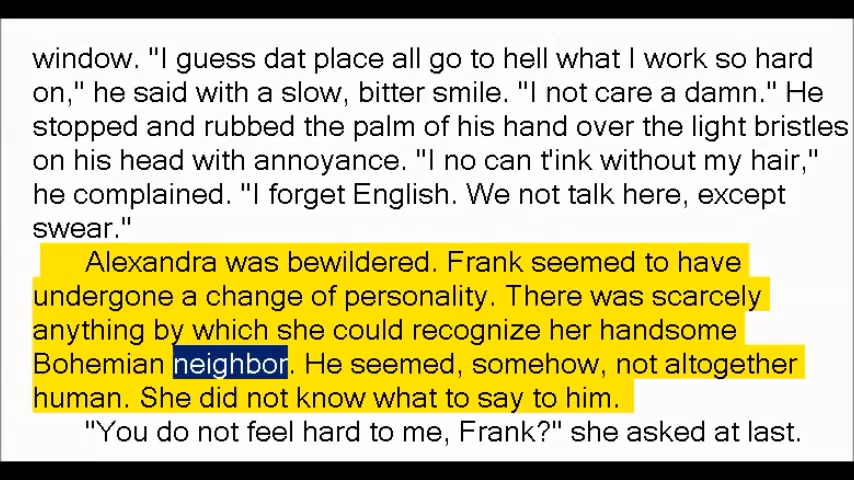 window. "I guess dat place all go to hell what I work so hard
on," he said with a slow, bitter smile. "I not care a damn." He
stopped and rubbed the palm of his hand over the light bristles
on his head with annoyance. "I no can t'ink without my hair,"
he complained. "I forget English. We not talk here, except
swear."
Alexandra was bewildered. Frank seemed to have
undergone a change of personality. There was scarcely
anything by which she could recognize her handsome
Bohemian neighbor. He seemed, somehow, not altogether
human. She did not know what to say to him.
"You do not feel hard to me, Frank?" she asked at last.